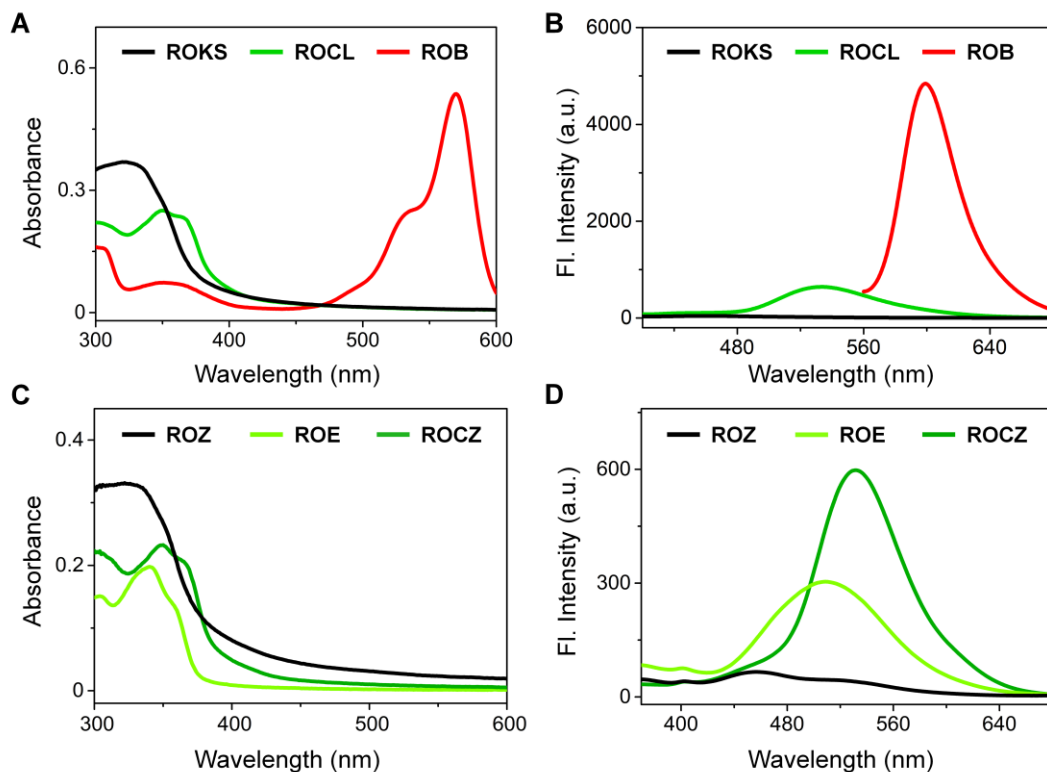 A
ROKS ROCL ROB
0.6
0.3
0
Absorbance
300 400 500 600
Wavelength (nm)
B
ROKS ROCL ROB
6000
4000
2000
0
Fl. Intensity (a.u.)
480 560 640
Wavelength (nm)
C
ROZ ROE ROCZ
0.4
0.2
0
Absorbance
300 400 500 600
Wavelength (nm)
D
ROZ ROE ROCZ
600
300
0
Fl. Intensity (a.u.)
400 480 560 640
Wavelength (nm)